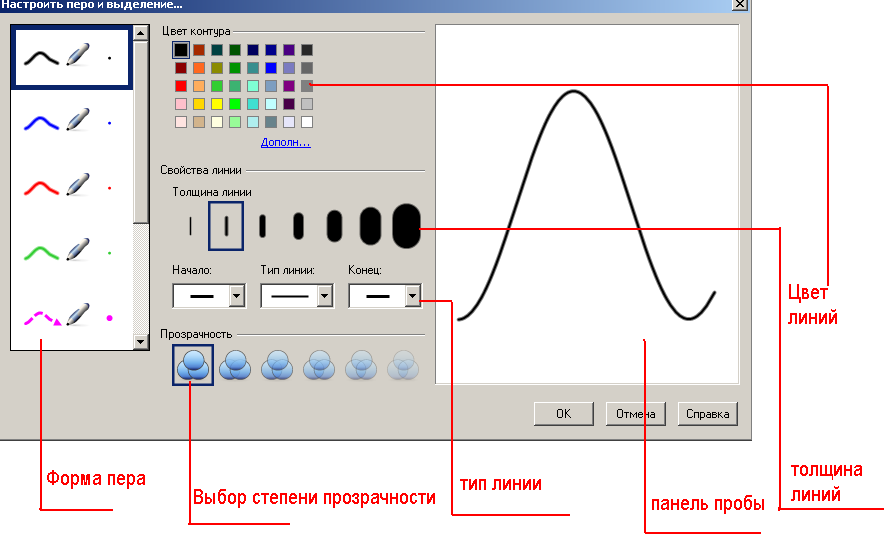 Настроить перо и выделение...
Цвет контура
Дополн...
Свойства линии
Толщина линии
Начало:
Тип линии:
Конец:
Прозрачность
OK
Отмена
Справка
Цвет
линий
толщина
линий
Форма пера
Выбор степени прозрачности
тип линии
панель пробы